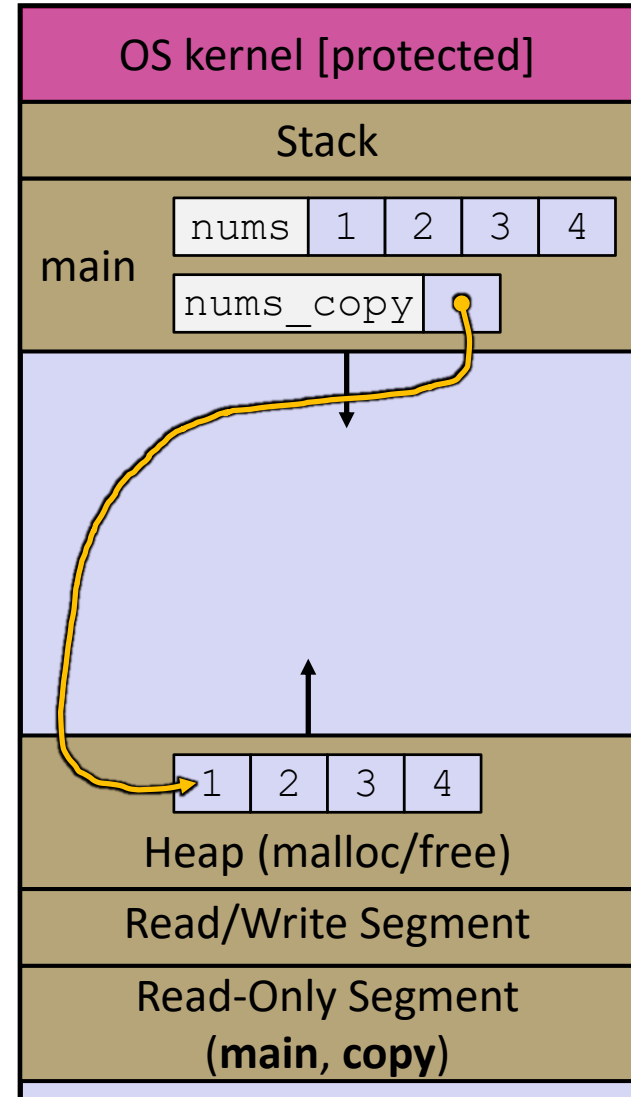 OS kernel [protected]
Stack
main
nums 1 2 3 4
nums_copy
1 2 3 4
Heap (malloc/free)
Read/Write Segment
Read-Only Segment
(main, copy)